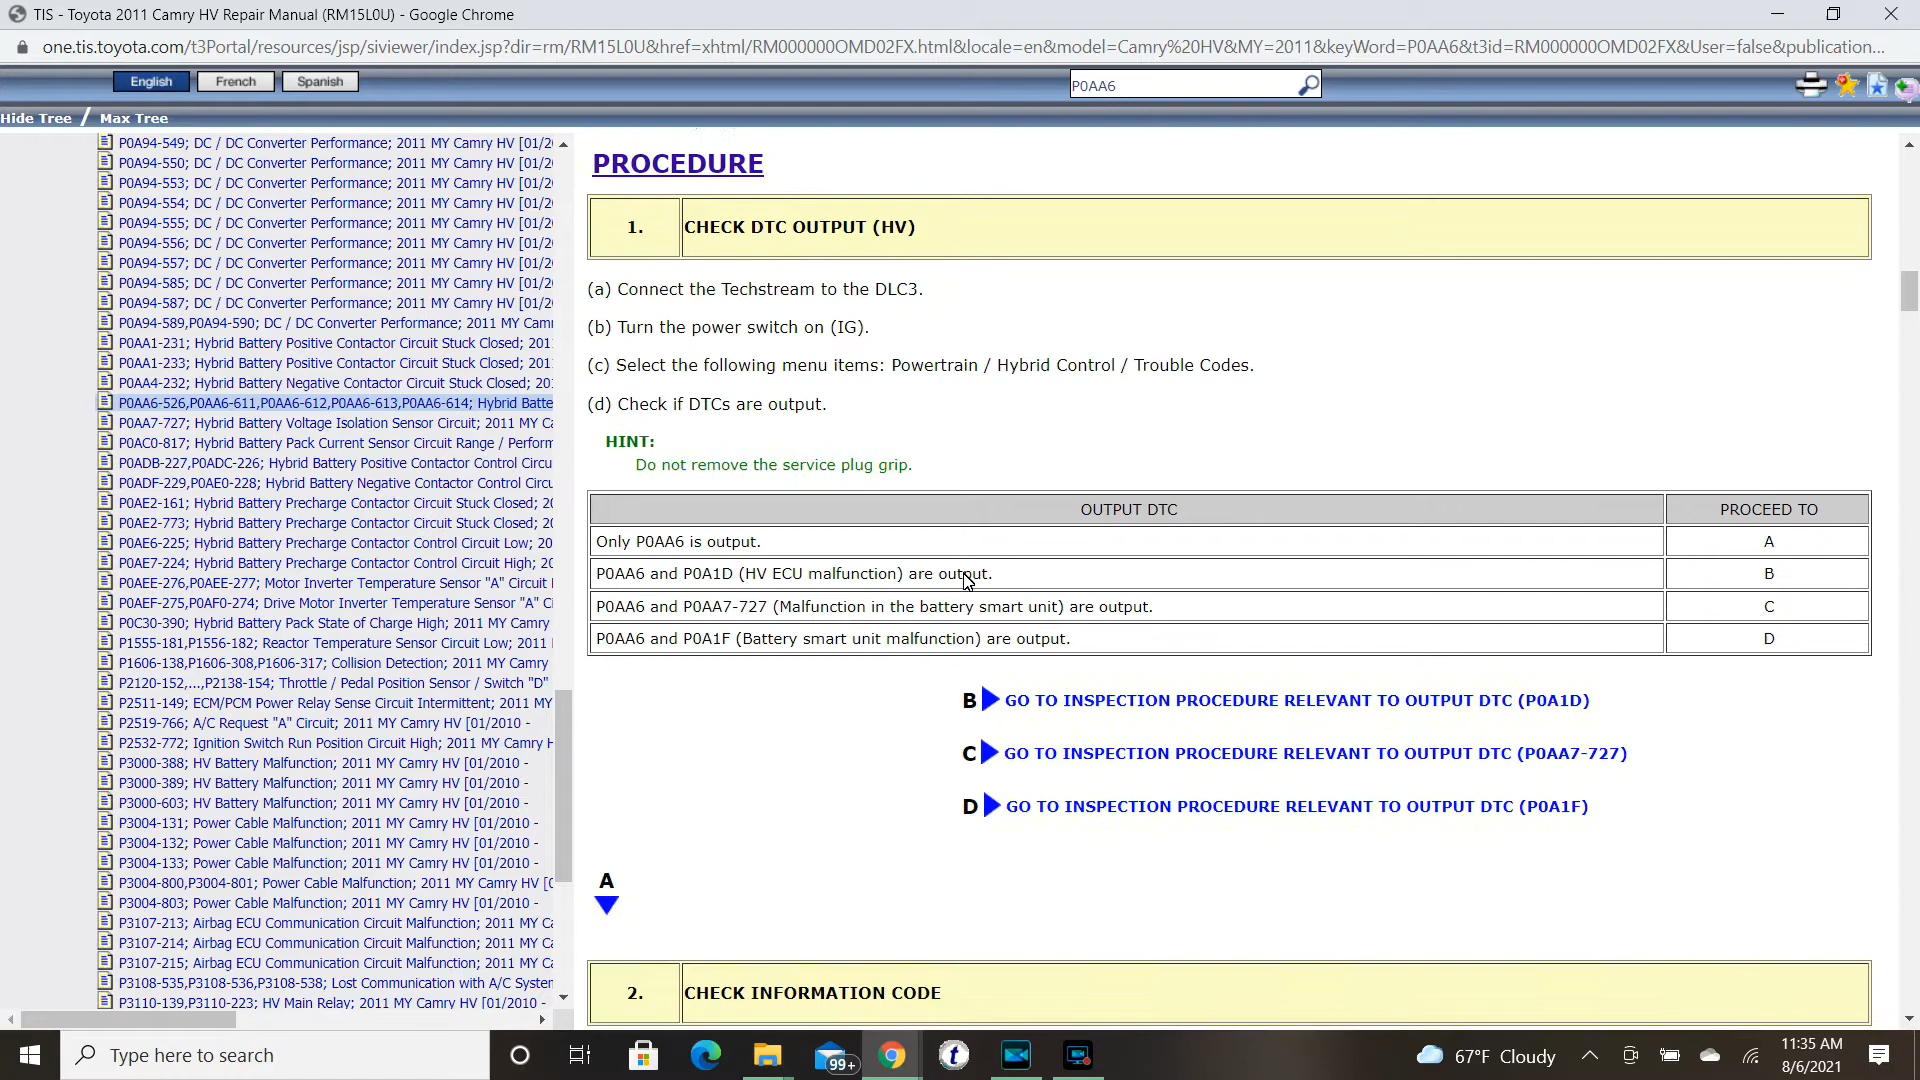 TIS - Toyota 2011 Camry HV Repair Manual (RM15L0U) - Google Chrome
one.tis.toyota.com/t3Portal/resources/jsp/siviewer/index.jsp?dir=rm/RM15L0U&href=xhtml/RM000000OMD02FX.html&locale=en&model=Camry%20HV&MY=2011&keyWord=P0AA6&t3id=RM000000OMD02FX&User=false&publication...
English French Spanish
P0AA6
Hide Tree / Max Tree
P0A94-549; DC / DC Converter Performance; 2011 MY Camry HV [01/2
P0A94-550; DC / DC Converter Performance; 2011 MY Camry HV [01/2
P0A94-553; DC / DC Converter Performance; 2011 MY Camry HV [01/2
P0A94-554; DC / DC Converter Performance; 2011 MY Camry HV [01/2
P0A94-555; DC / DC Converter Performance; 2011 MY Camry HV [01/2
P0A94-556; DC / DC Converter Performance; 2011 MY Camry HV [01/2
P0A94-557; DC / DC Converter Performance; 2011 MY Camry HV [01/2
P0A94-585; DC / DC Converter Performance; 2011 MY Camry HV [01/2
P0A94-587; DC / DC Converter Performance; 2011 MY Camry HV [01/2
P0A94-589,P0A94-590; DC / DC Converter Performance; 2011 MY Cam
P0AA1-231; Hybrid Battery Positive Contactor Circuit Stuck Closed; 201
P0AA1-233; Hybrid Battery Positive Contactor Circuit Stuck Closed; 201
P0AA4-232; Hybrid Battery Negative Contactor Circuit Stuck Closed; 20
P0AA6-526,P0AA6-611,P0AA6-612,P0AA6-613,P0AA6-614; Hybrid Batte
P0AA7-727; Hybrid Battery Voltage Isolation Sensor Circuit; 2011 MY Ca
P0AC0-817; Hybrid Battery Pack Current Sensor Circuit Range / Perform
P0ADB-227,P0ADC-226; Hybrid Battery Positive Contactor Control Circu
P0ADF-229,P0AE0-228; Hybrid Battery Negative Contactor Control Circu
P0AE2-161; Hybrid Battery Precharge Contactor Circuit Stuck Closed; 20
P0AE2-773; Hybrid Battery Precharge Contactor Circuit Stuck Closed; 20
P0AE6-225; Hybrid Battery Precharge Contactor Control Circuit Low; 20
P0AE7-224; Hybrid Battery Precharge Contactor Control Circuit High; 20
P0AEE-276,P0AEE-277; Motor Inverter Temperature Sensor "A" Circuit
P0AEF-275,P0AF0-274; Drive Motor Inverter Temperature Sensor "A" Ci
P0C30-390; Hybrid Battery Pack State of Charge High; 2011 MY Camry
P1555-181,P1556-182; Reactor Temperature Sensor Circuit Low; 2011
P1606-138,P1606-308,P1606-317; Collision Detection; 2011 MY Camry
P2120-152,...,P2138-154; Throttle / Pedal Position Sensor / Switch "D"
P2511-149; ECM/PCM Power Relay Sense Circuit Intermittent; 2011 MY
P2519-766; A/C Request "A" Circuit; 2011 MY Camry HV [01/2010 -
P2532-772; Ignition Switch Run Position Circuit High; 2011 MY Camry H
P3000-388; HV Battery Malfunction; 2011 MY Camry HV [01/2010 -
P3000-389; HV Battery Malfunction; 2011 MY Camry HV [01/2010 -
P3000-603; HV Battery Malfunction; 2011 MY Camry HV [01/2010 -
P3004-131; Power Cable Malfunction; 2011 MY Camry HV [01/2010 -
P3004-132; Power Cable Malfunction; 2011 MY Camry HV [01/2010 -
P3004-133; Power Cable Malfunction; 2011 MY Camry HV [01/2010 -
P3004-800,P3004-801; Power Cable Malfunction; 2011 MY Camry HV [0
P3004-803; Power Cable Malfunction; 2011 MY Camry HV [01/2010 -
P3107-213; Airbag ECU Communication Circuit Malfunction; 2011 MY Ca
P3107-214; Airbag ECU Communication Circuit Malfunction; 2011 MY Ca
P3107-215; Airbag ECU Communication Circuit Malfunction; 2011 MY Ca
P3108-535,P3108-536,P3108-538; Lost Communication with A/C System
P3110-139,P3110-223; HV Main Relay; 2011 MY Camry HV [01/2010 -
PROCEDURE
1. CHECK DTC OUTPUT (HV)
(a) Connect the Techstream to the DLC3.
(b) Turn the power switch on (IG).
(c) Select the following menu items: Powertrain / Hybrid Control / Trouble Codes.
(d) Check if DTCs are output.
HINT:
Do not remove the service plug grip.
OUTPUT DTC PROCEED TO
Only P0AA6 is output. A
P0AA6 and P0A1D (HV ECU malfunction) are output. B
P0AA6 and P0AA7-727 (Malfunction in the battery smart unit) are output. C
P0AA6 and P0A1F (Battery smart unit malfunction) are output. D
B GO TO INSPECTION PROCEDURE RELEVANT TO OUTPUT DTC (P0A1D)
C GO TO INSPECTION PROCEDURE RELEVANT TO OUTPUT DTC (P0AA7-727)
D GO TO INSPECTION PROCEDURE RELEVANT TO OUTPUT DTC (P0A1F)
A
2. CHECK INFORMATION CODE
Type here to search
99+
t
67°F Cloudy
11:35 AM
8/6/2021